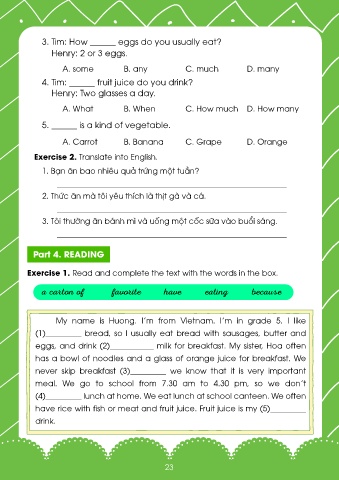 3. Tim: How ______ eggs do you usually eat?
Henry: 2 or 3 eggs.
A. some B. any C. much D. many
4. Tim: ______ fruit juice do you drink?
Henry: Two glasses a day.
A. What B. When C. How much D. How many
5. ______ is a kind of vegetable.
A. Carrot B. Banana C. Grape D. Orange
Exercise 2. Translate into English.
1. Bạn ăn bao nhiêu quả trứng một tuần?
2. Thức ăn mà tôi yêu thích là thịt gà và cá.
3. Tôi thường ăn bánh mì và uống một cốc sữa vào buổi sáng.
Part 4. READING
Exercise 1. Read and complete the text with the words in the box.
a carton of favorite have eating because
My name is Huong. I'm from Vietnam. I'm in grade 5. I like
(1)________ bread, so I usually eat bread with sausages, butter and
eggs, and drink (2)__________ milk for breakfast. My sister, Hoa often
has a bowl of noodles and a glass of orange juice for breakfast. We
never skip breakfast (3)________ we know that it is very important
meal. We go to school from 7.30 am to 4.30 pm, so we don't
(4)________ lunch at home. We eat lunch at school canteen. We often
have rice with fish or meat and fruit juice. Fruit juice is my (5)________
drink.
23